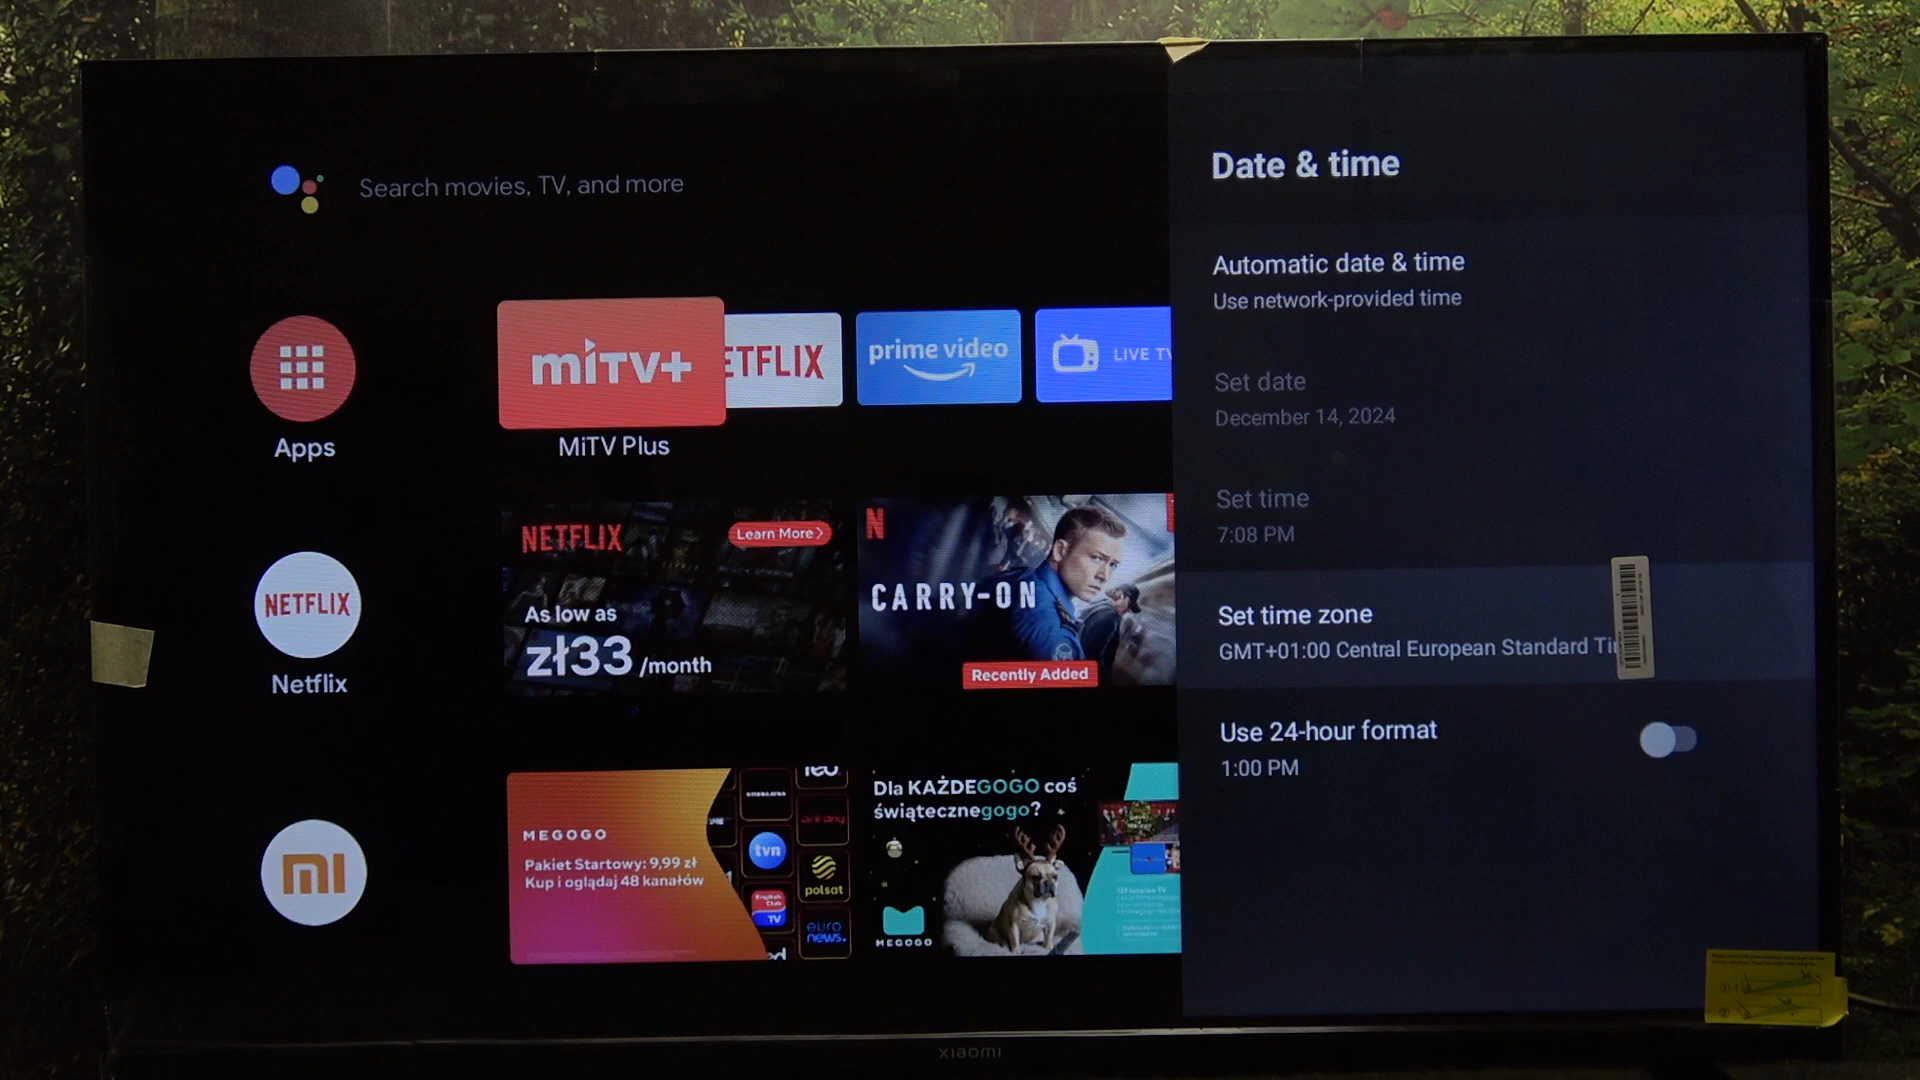 Search movies, TV, and more
Apps
miTV+
MiTV Plus
ETFLIX
prime video
LIVE TV
NETFLIX
Learn More >
As low as
zł33 /month
N
CARRY-ON
Recently Added
NETFLIX
Netflix
MEGOGO
Pakiet Startowy: 9,99 zł
Kup i oglądaj 48 kanałów
tvn
polsat
English Club
TV
euro
news.
Dla KAŻDEGOGO coś
świątecznegogo?
MEGOGO
mi
Date & time
Automatic date & time
Use network-provided time
Set date
December 14, 2024
Set time
7:08 PM
Set time zone
GMT+01:00 Central European Standard Ti
Use 24-hour format
1:00 PM
xiaomi